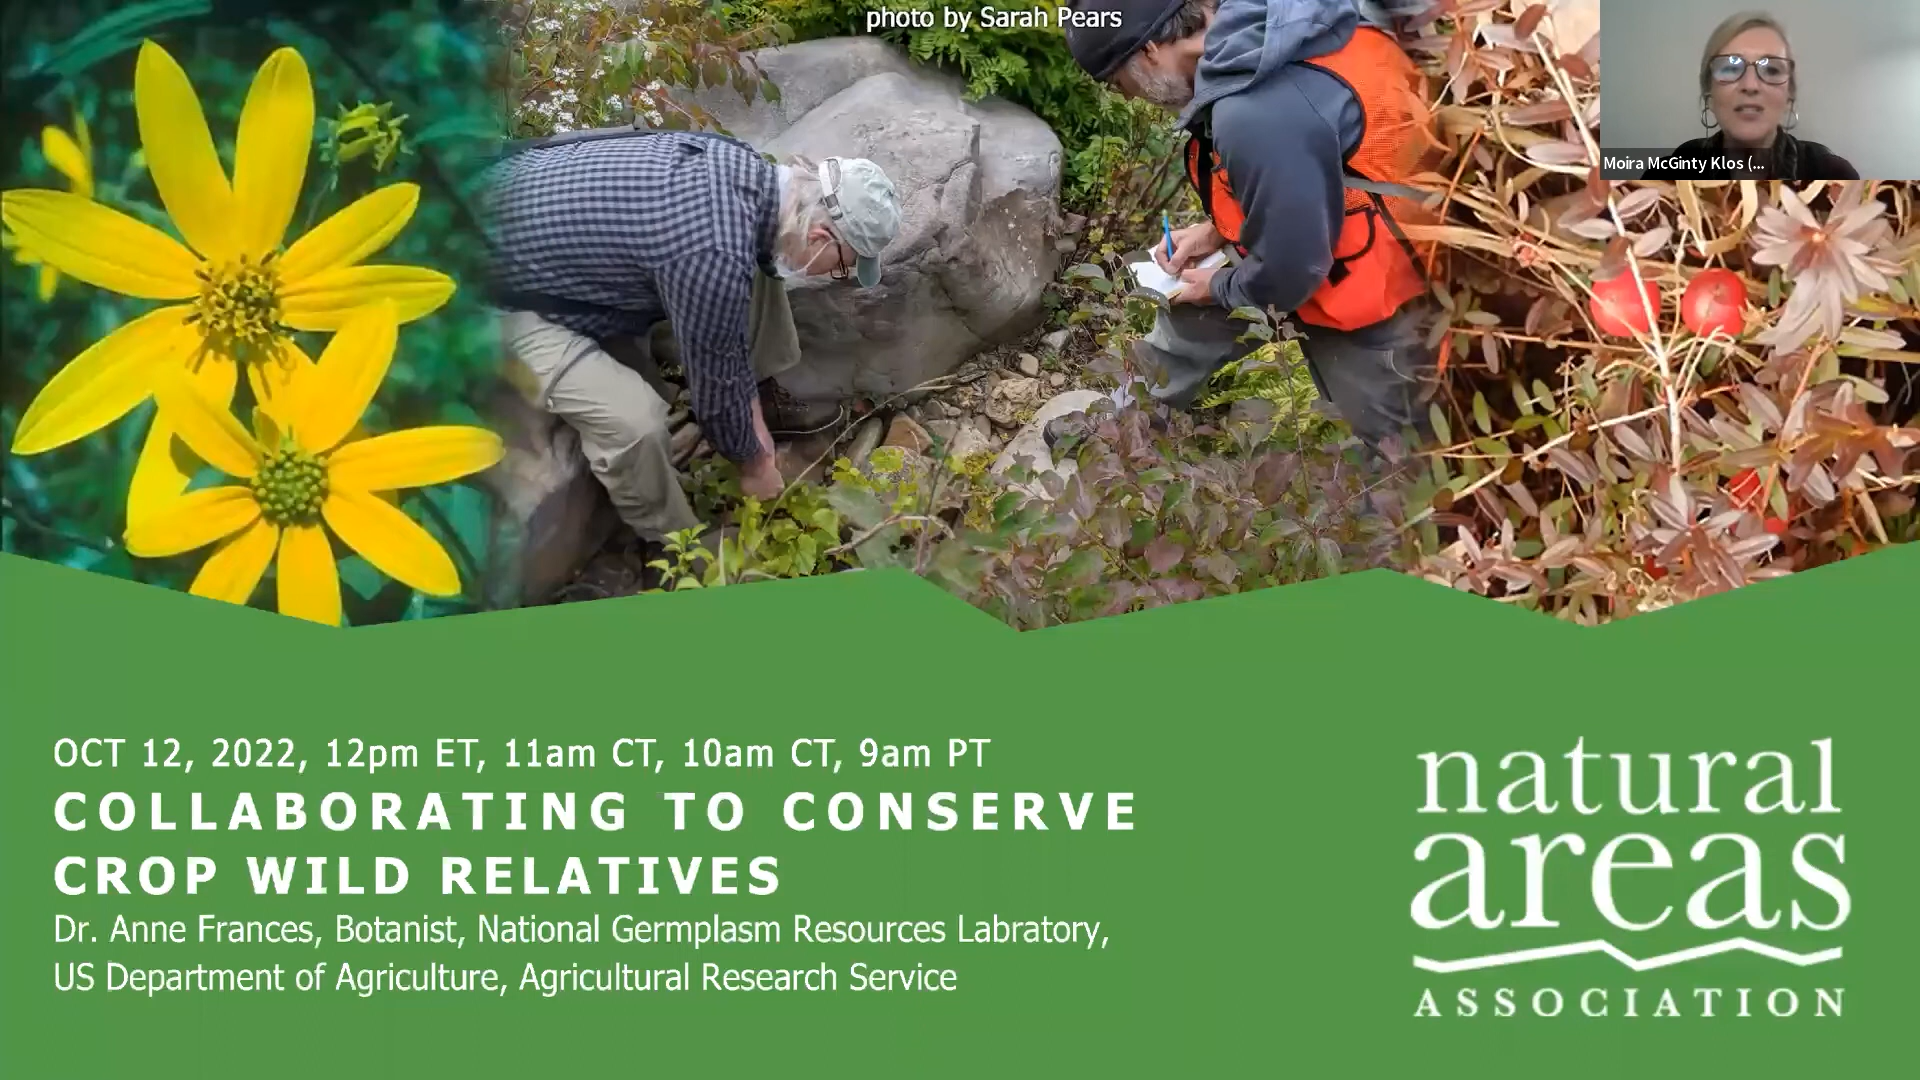 photo by Sarah Pears
Moira McGinty Klos (...
OCT 12, 2022, 12pm ET, 11am CT, 10am CT, 9am PT
COLLABORATING TO CONSERVE
CROP WILD RELATIVES
Dr. Anne Frances, Botanist, National Germplasm Resources Labratory,
US Department of Agriculture, Agricultural Research Service
natural
areas
ASSOCIATION